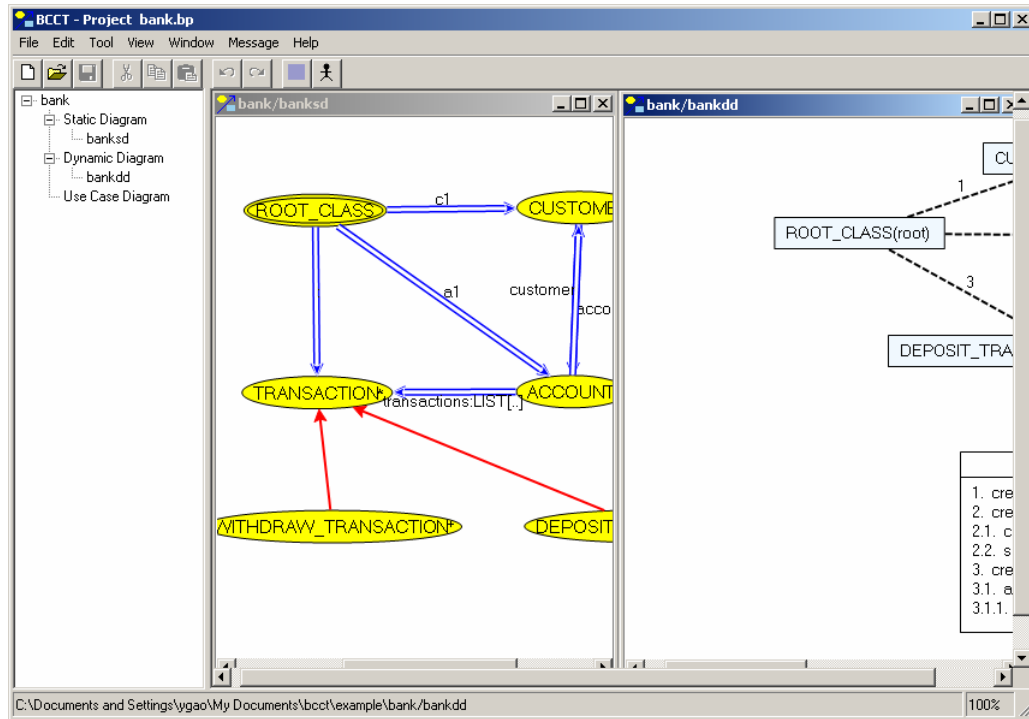 BCCT - Project bank.bp
File Edit Tool View Window Message Help
bank
Static Diagram
banksd
Dynamic Diagram
bankdd
Use Case Diagram
bank/banksd
ROOT_CLASS
c1
CUSTOME
a1
customer
acco
TRANSACTION*
transactions:LIST[..]
ACCOUNT
WITHDRAW_TRANSACTION+
DEPOSIT
bank/bankdd
CU
1
ROOT_CLASS(root)
3
DEPOSIT_TRA
1. cre
2. cre
2.1. c
2.2. s
3. cre
3.1. a
3.1.1.
C:\Documents and Settings\ygao\My Documents\bcct\example\bank/bankdd
100%